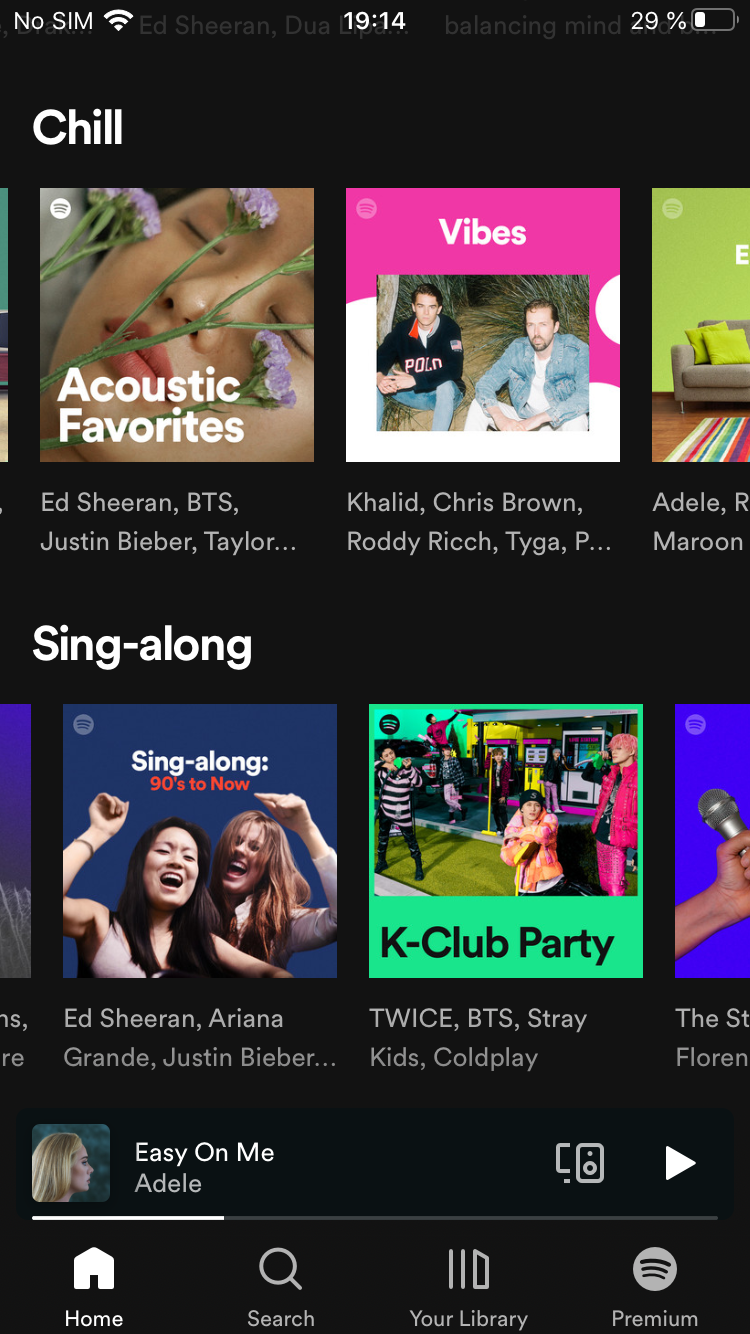 No SIM 19:14 29 %
, Drak... Ed Sheeran, Dua Lipa... balancing mind and b...
Chill
Acoustic
Favorites
Vibes
POLO
E
Ed Sheeran, BTS,
Justin Bieber, Taylor...
Khalid, Chris Brown,
Roddy Ricch, Tyga, P...
Adele, R
Maroon
Sing-along
Sing-along:
90's to Now
K-Club Party
ns,
re
Ed Sheeran, Ariana
Grande, Justin Bieber...
TWICE, BTS, Stray
Kids, Coldplay
The St
Floren
Easy On Me
Adele
Home
Search
Your Library
Premium